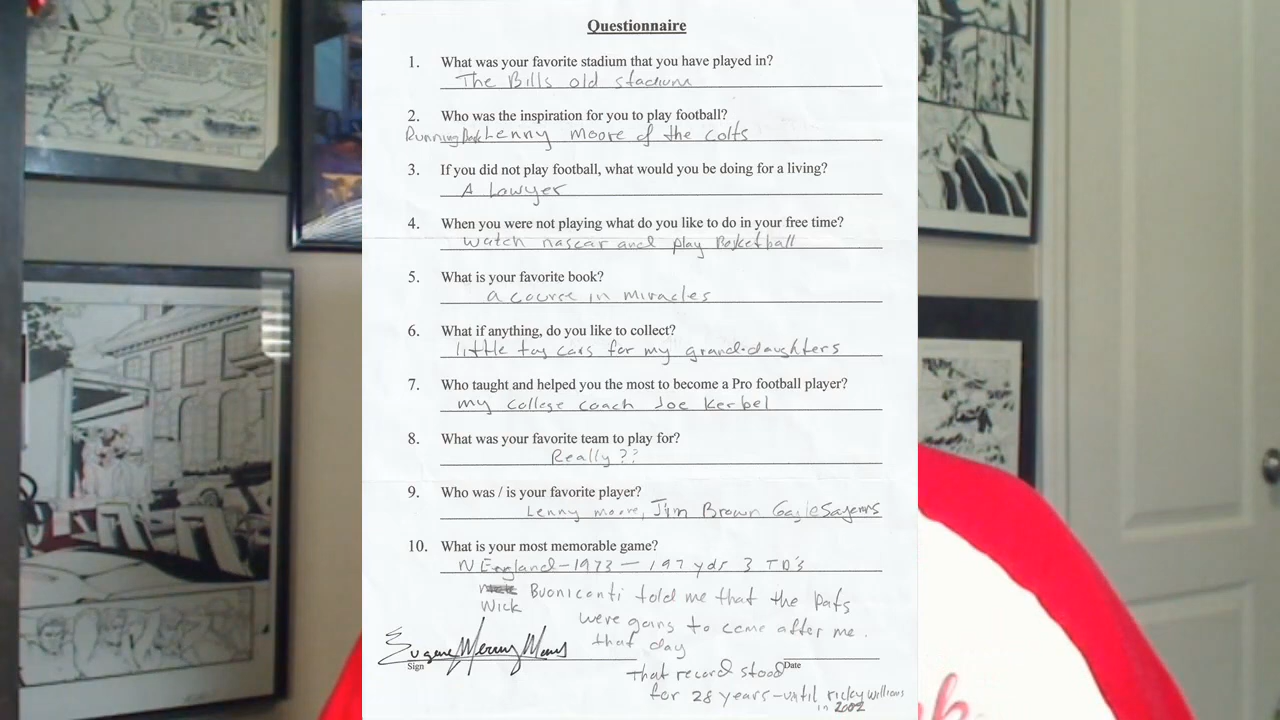 Questionnaire
1. What was your favorite stadium that you have played in?
The Bills old stadium
2. Who was the inspiration for you to play football?
Running Back Lenny Moore of the Colts
3. If you did not play football, what would you be doing for a living?
A Lawyer
4. When you were not playing what do you like to do in your free time?
Watch nascar and play Basketball
5. What is your favorite book?
a course in miracles
6. What if anything, do you like to collect?
little toy cars for my grand-daughters
7. Who taught and helped you the most to become a Pro football player?
my college coach Joe Kerbel
8. What was your favorite team to play for?
Really??
9. Who was / is your favorite player?
Lenny moore, Jim Brown Gayle Sayers
10. What is your most memorable game?
N England - 1973 - 197 yds 3 TD's
Buoniconti told me that the Pats
Nick were going to come after me.
that day
Eugene Mercury Morris
Sign Date
That record stood
for 28 years - until ricky williams
in 2002